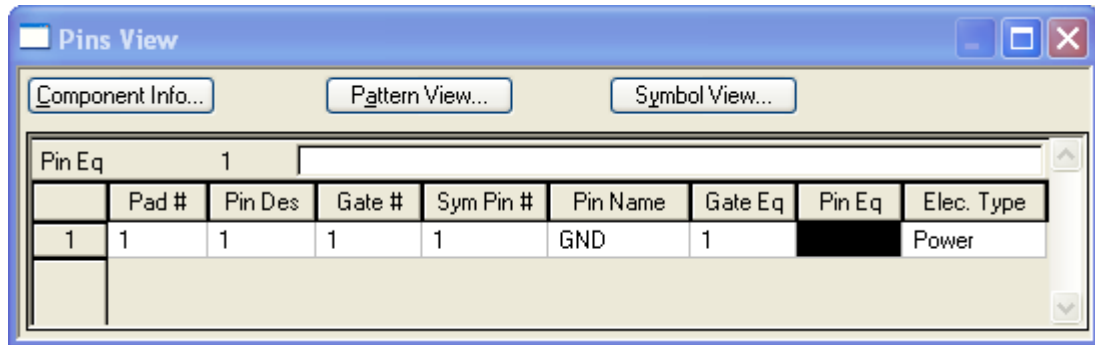 Pins View
Component Info... Pattern View... Symbol View...
Pin Eq 1
Pad # Pin Des Gate # Sym Pin # Pin Name Gate Eq Pin Eq Elec. Type
1 1 1 1 1 GND 1 Power